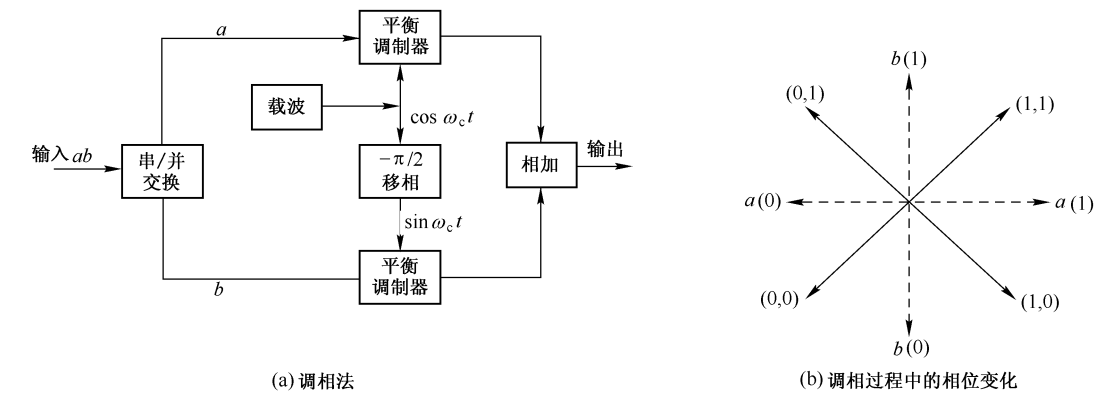 a
平衡
调制器
载波
cos ω_c t
输入 ab
串/并
交换
－π/2
移相
相加
输出
sin ω_c t
b
平衡
调制器
(a) 调相法
b(1)
(0,1)
(1,1)
a(0)
a(1)
(0,0)
(1,0)
b(0)
(b) 调相过程中的相位变化